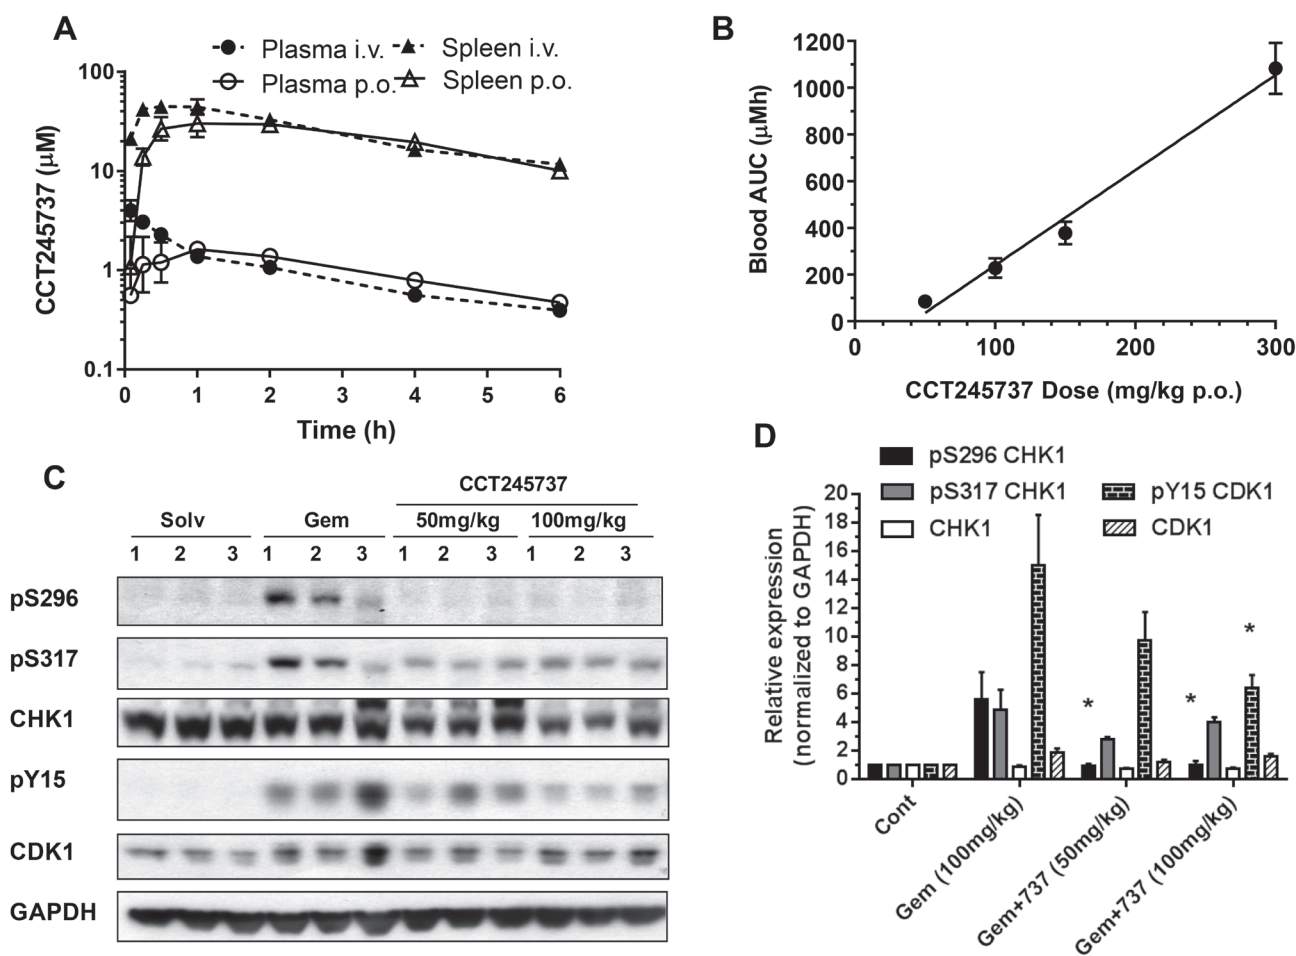 A
Plasma i.v.
Spleen i.v.
Plasma p.o.
Spleen p.o.
100
10
1
0.1
CCT245737 (μM)
0 1 2 3 4 5 6
Time (h)
B
1200
1000
800
600
400
200
0
Blood AUC (μMh)
0 100 200 300
CCT245737 Dose (mg/kg p.o.)
C
CCT245737
Solv Gem 50mg/kg 100mg/kg
1 2 3 1 2 3 1 2 3 1 2 3
pS296
pS317
CHK1
pY15
CDK1
GAPDH
D
pS296 CHK1
pS317 CHK1 pY15 CDK1
CHK1 CDK1
20
18
16
14
12
10
8
6
4
2
0
Relative expression
(normalized to GAPDH)
* * *
Cont
Gem (100mg/kg)
Gem+737 (50mg/kg)
Gem+737 (100mg/kg)